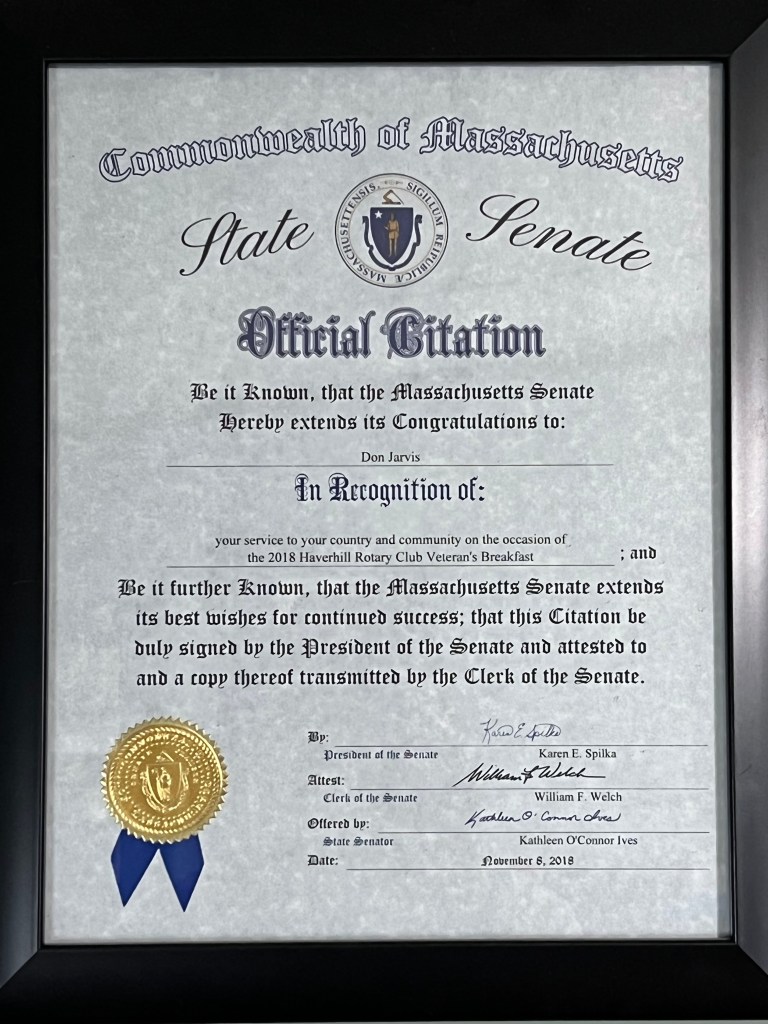 Commonwealth of Massachusetts
State Senate
SIGILLUM REIPUBLICÆ MASSACHUSETTENSIS.
Official Citation
Be it Known, that the Massachusetts Senate
Hereby extends its Congratulations to:
Don Jarvis
In Recognition of:
your service to your country and community on the occasion of
the 2018 Haverhill Rotary Club Veteran's Breakfast ; and
Be it further Known, that the Massachusetts Senate extends
its best wishes for continued success; that this Citation be
duly signed by the President of the Senate and attested to
and a copy thereof transmitted by the Clerk of the Senate.
By: Karen E Spilka
President of the Senate Karen E. Spilka
Attest: William F Welch
Clerk of the Senate William F. Welch
Offered by: Kathleen O'Connor Ives
State Senator Kathleen O'Connor Ives
Date: November 8, 2018